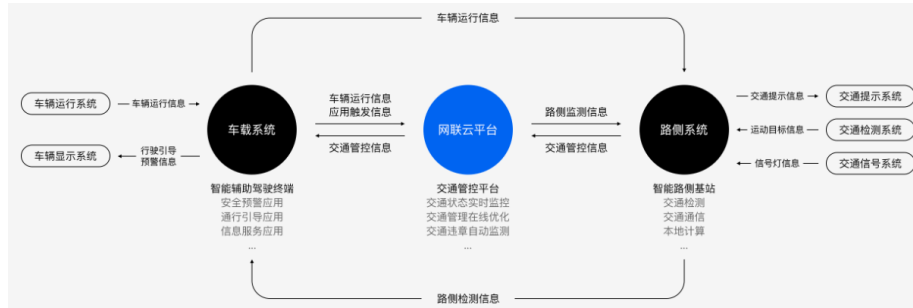 车辆运行信息
车辆运行系统
车辆运行信息
车辆显示系统
行驶引导
预警信息
车载系统
车辆运行信息
应用触发信息
交通管控信息
网联云平台
路侧监测信息
交通管控信息
路侧系统
交通提示信息
交通提示系统
运动目标信息
交通检测系统
信号灯信息
交通信号系统
智能辅助驾驶终端
安全预警应用
通行引导应用
信息服务应用
...
交通管控平台
交通状态实时监控
交通管理在线优化
交通违章自动监测
...
智能路侧基站
交通检测
交通通信
本地计算
...
路侧检测信息